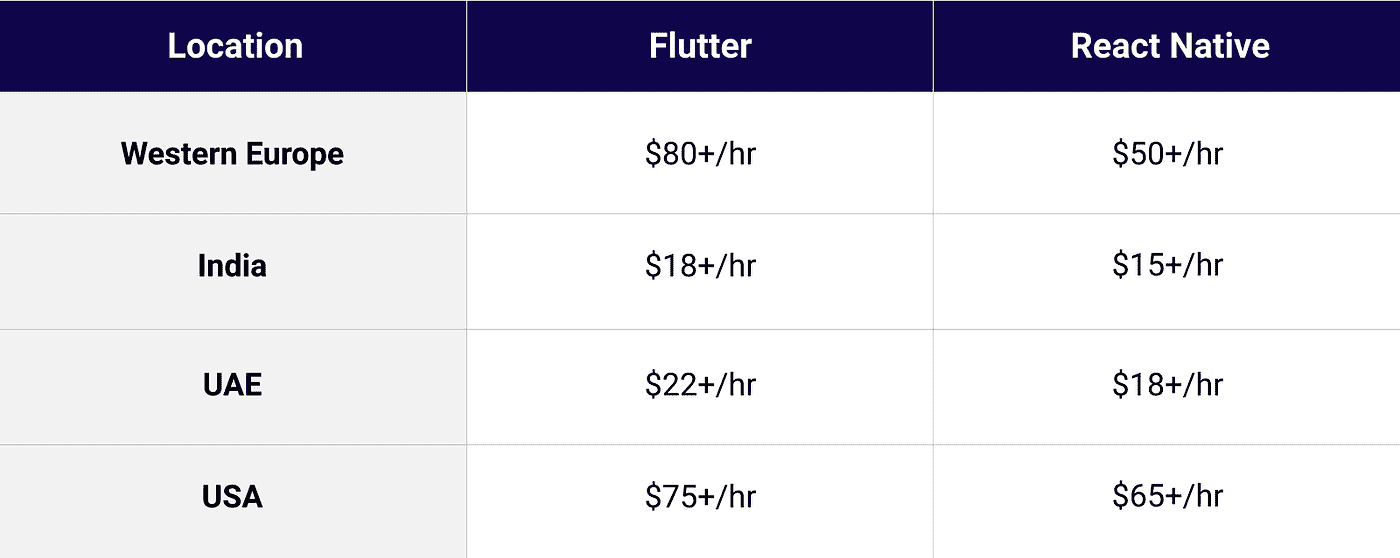 Location Flutter React Native
Western Europe $80+/hr $50+/hr
India $18+/hr $15+/hr
UAE $22+/hr $18+/hr
USA $75+/hr $65+/hr